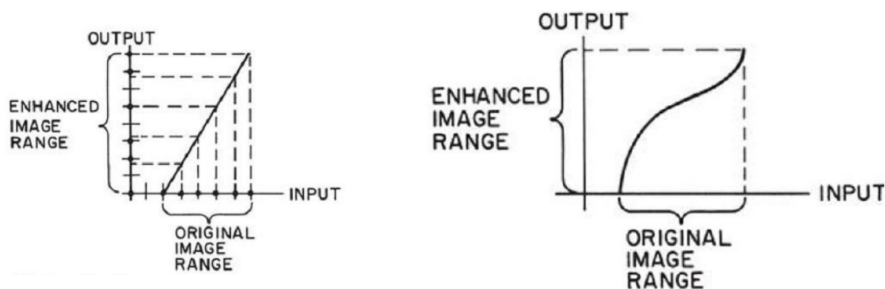 OUTPUT
ENHANCED
IMAGE
RANGE
INPUT
ORIGINAL
IMAGE
RANGE
OUTPUT
ENHANCED
IMAGE
RANGE
INPUT
ORIGINAL
IMAGE
RANGE